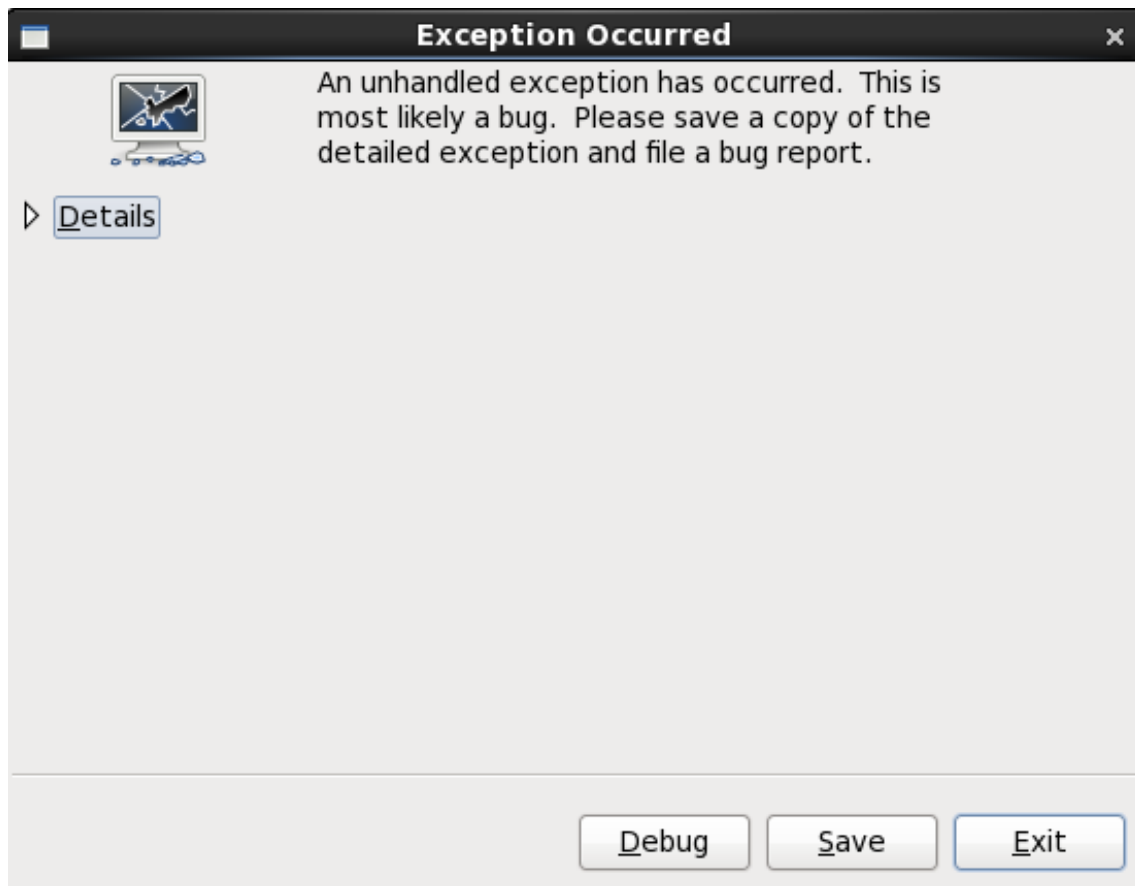 Exception Occurred
An unhandled exception has occurred.  This is
most likely a bug.  Please save a copy of the
detailed exception and file a bug report.
Details
Debug
Save
Exit